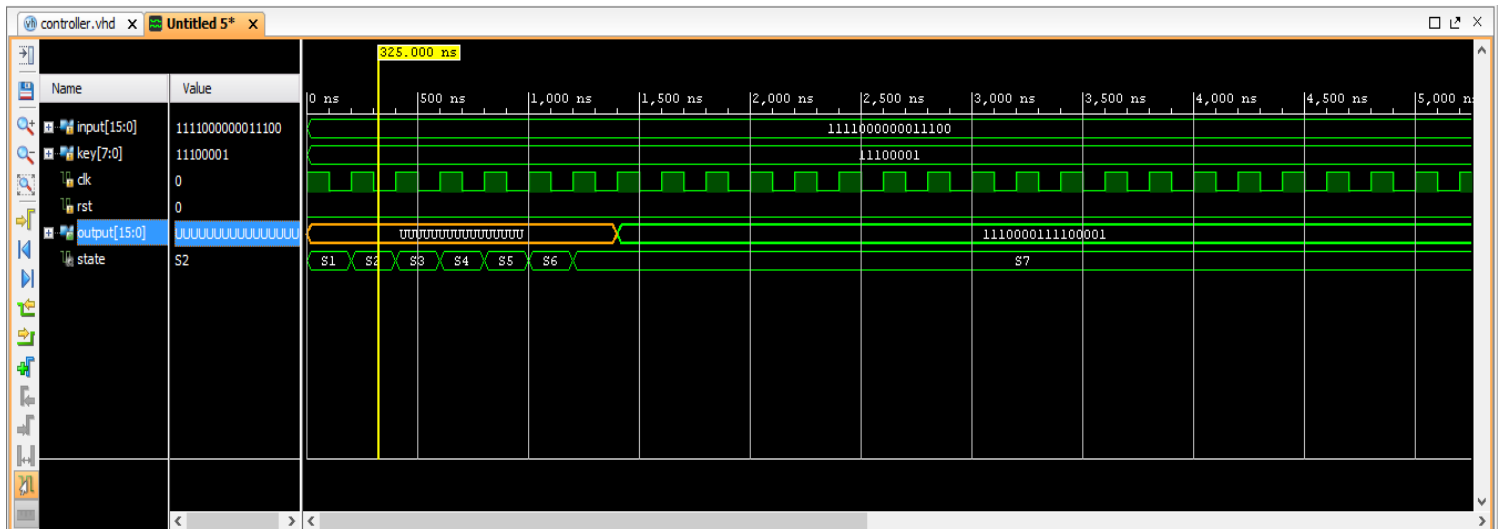 controller.vhd X Untitled 5* X
325.000 ns
Name Value
0 ns 500 ns 1,000 ns 1,500 ns 2,000 ns 2,500 ns 3,000 ns 3,500 ns 4,000 ns 4,500 ns 5,000 n
input[15:0] 1111000000011100 1111000000011100
key[7:0] 11100001 11100001
clk 0
rst 0
output[15:0] UUUUUUUUUUUUUUUU UUUUUUUUUUUUUUUU 1110000111100001
state S2 S1 S2 S3 S4 S5 S6 S7